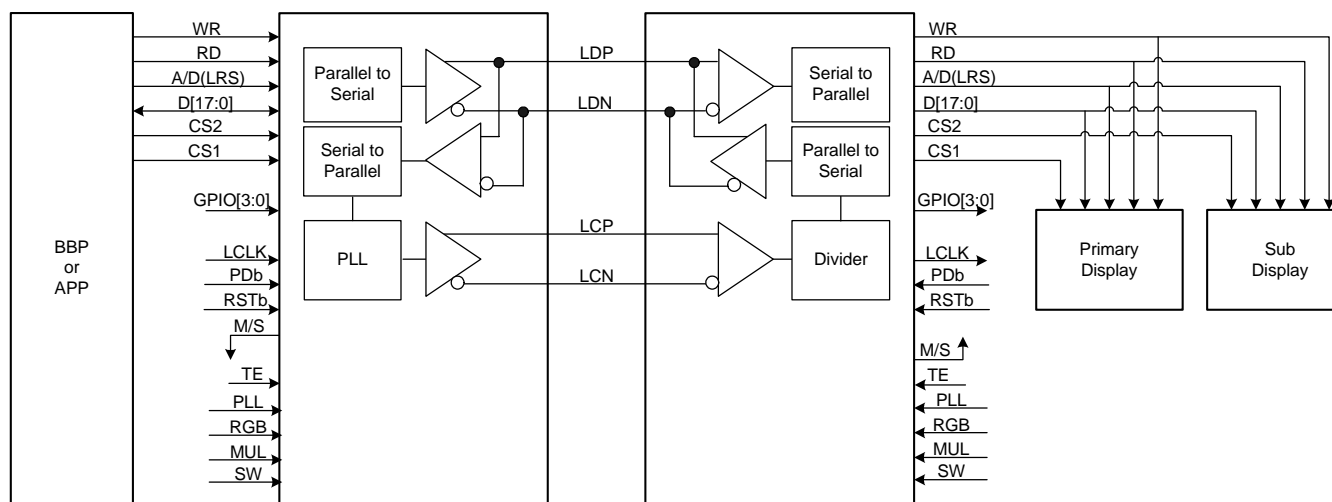 BBP
or
APP
WR
RD
A/D(LRS)
D[17:0]
CS2
CS1
GPIO[3:0]
LCLK
PDb
RSTb
M/S
TE
PLL
RGB
MUL
SW
Parallel to
Serial
Serial to
Parallel
PLL
LDP
LDN
LCP
LCN
Serial to
Parallel
Parallel to
Serial
Divider
WR
RD
A/D(LRS)
D[17:0]
CS2
CS1
GPIO[3:0]
LCLK
PDb
RSTb
M/S
TE
PLL
RGB
MUL
SW
Primary
Display
Sub
Display